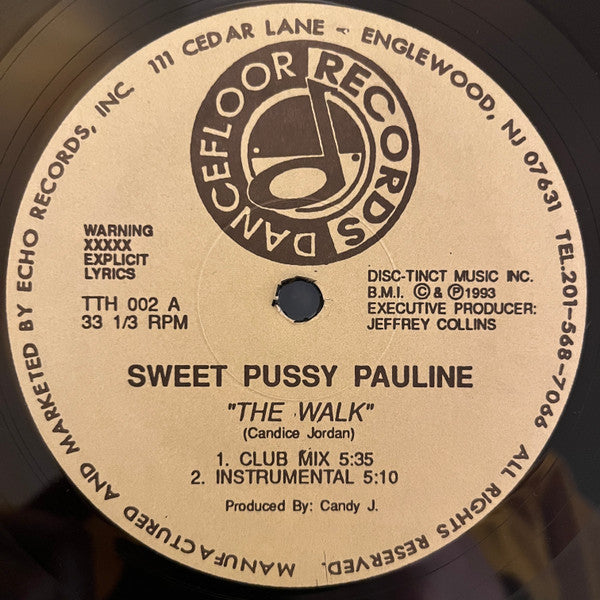 MANUFACTURED AND MARKETED BY ECHO RECORDS, INC. 111 CEDAR LANE - ENGLEWOOD, NJ 07631 TEL.201-568-7066 ALL RIGHTS RESERVED.
DANCEFLOOR RECORDS
WARNING
XXXXX
EXPLICIT
LYRICS
TTH 002 A
33 1/3 RPM
DISC-TINCT MUSIC INC.
B.M.I. © & ℗ 1993
EXECUTIVE PRODUCER:
JEFFREY COLLINS
SWEET PUSSY PAULINE
"THE WALK"
(Candice Jordan)
1. CLUB MIX 5:35
2. INSTRUMENTAL 5:10
Produced By: Candy J.